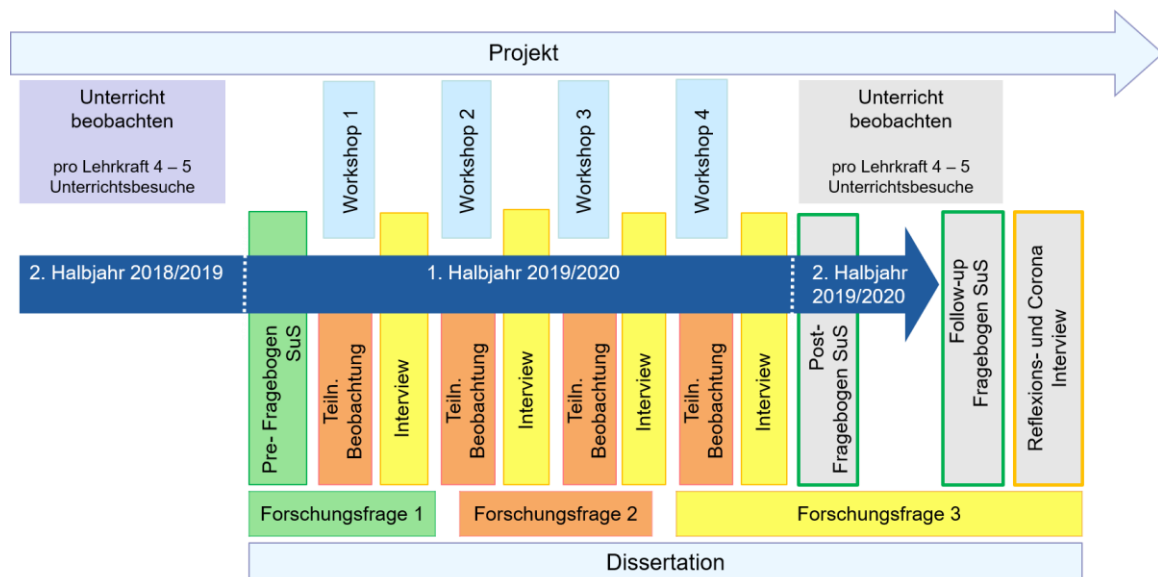 Projekt
Unterricht
beobachten
pro Lehrkraft 4 – 5
Unterrichtsbesuche
Workshop 1
Workshop 2
Workshop 3
Workshop 4
Unterricht
beobachten
pro Lehrkraft 4 – 5
Unterrichtsbesuche
2. Halbjahr 2018/2019
1. Halbjahr 2019/2020
2. Halbjahr
2019/2020
Pre- Fragebogen
SuS
Teiln.
Beobachtung
Interview
Teiln.
Beobachtung
Interview
Teiln.
Beobachtung
Interview
Teiln.
Beobachtung
Interview
Post-
Fragebogen SuS
Follow-up
Fragebogen SuS
Reflexions- und Corona
Interview
Forschungsfrage 1
Forschungsfrage 2
Forschungsfrage 3
Dissertation